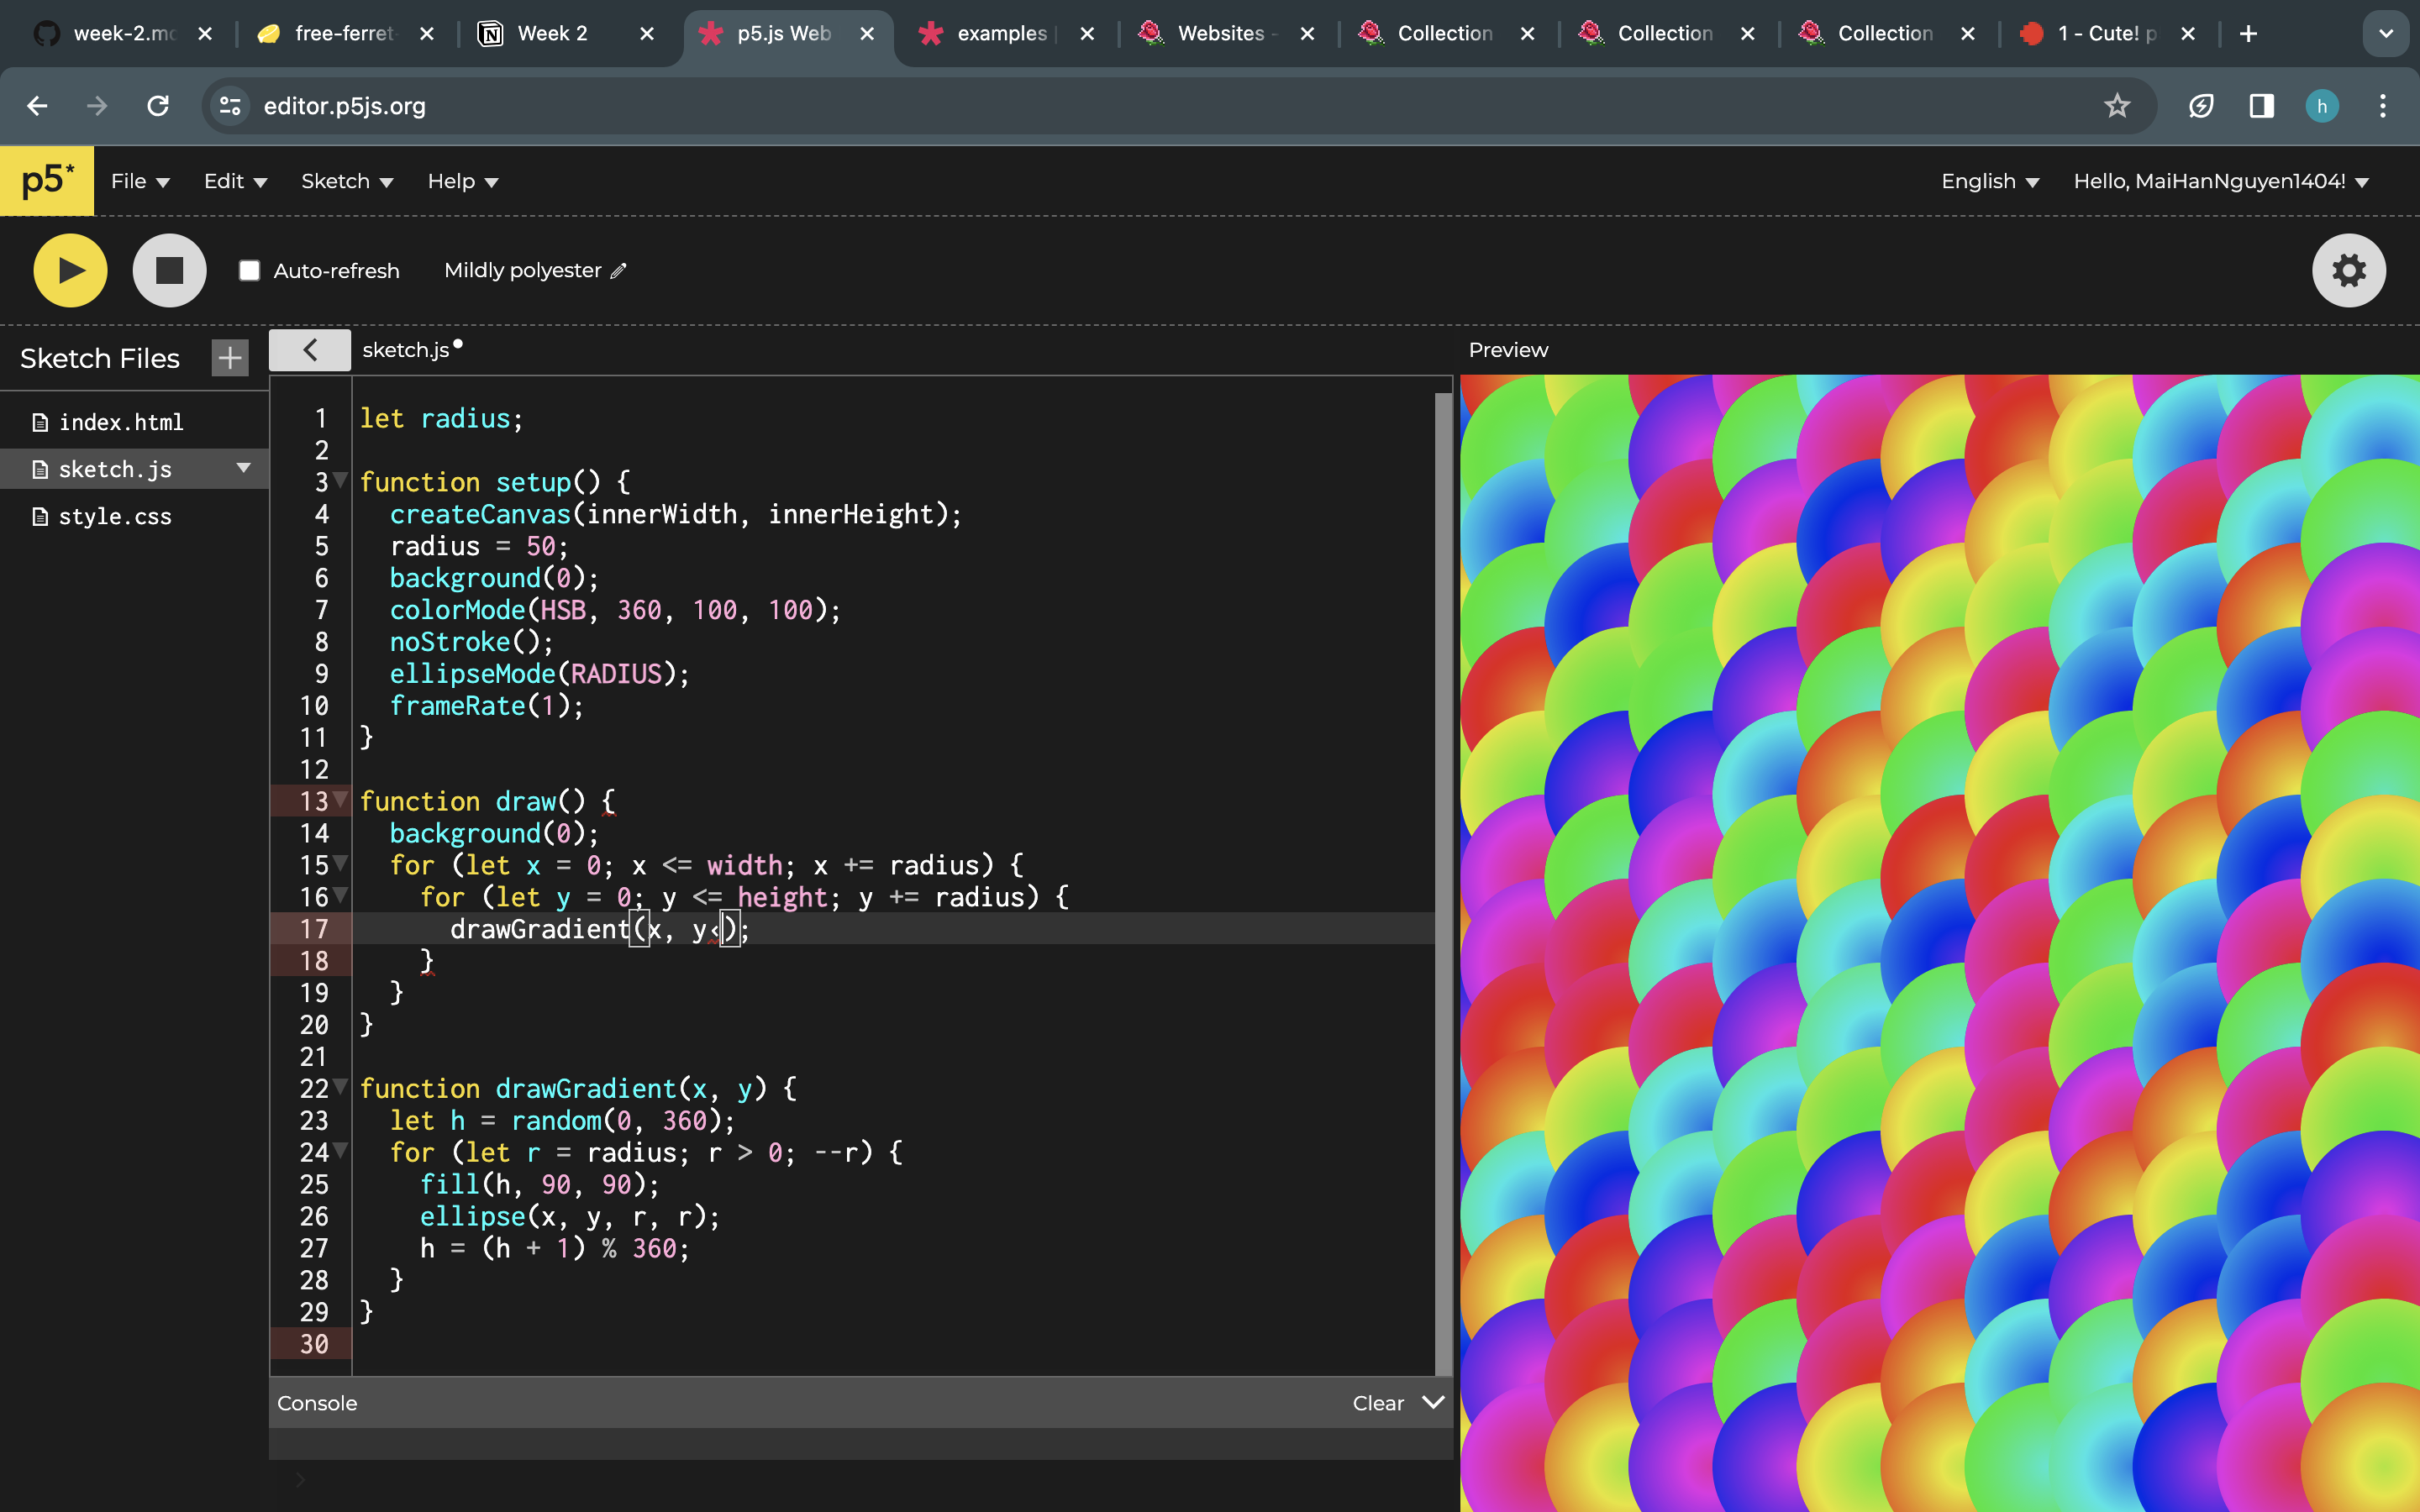 week-2.mc
free-ferret
Week 2
p5.js Web
examples |
Websites -
Collection
Collection
Collection
1 - Cute! p
editor.p5js.org
h
p5*
File
Edit
Sketch
Help
English
Hello, MaiHanNguyen1404!
Auto-refresh
Mildly polyester
Sketch Files
sketch.js
Preview
index.html
sketch.js
style.css
1 let radius;
2
3 function setup() {
4 createCanvas(innerWidth, innerHeight);
5 radius = 50;
6 background(0);
7 colorMode(HSB, 360, 100, 100);
8 noStroke();
9 ellipseMode(RADIUS);
10 frameRate(1);
11 }
12
13 function draw() {
14 background(0);
15 for (let x = 0; x <= width; x += radius) {
16 for (let y = 0; y <= height; y += radius) {
17 drawGradient(x, y<);
18 }
19 }
20 }
21
22 function drawGradient(x, y) {
23 let h = random(0, 360);
24 for (let r = radius; r > 0; --r) {
25 fill(h, 90, 90);
26 ellipse(x, y, r, r);
27 h = (h + 1) % 360;
28 }
29 }
30
Console
Clear
>